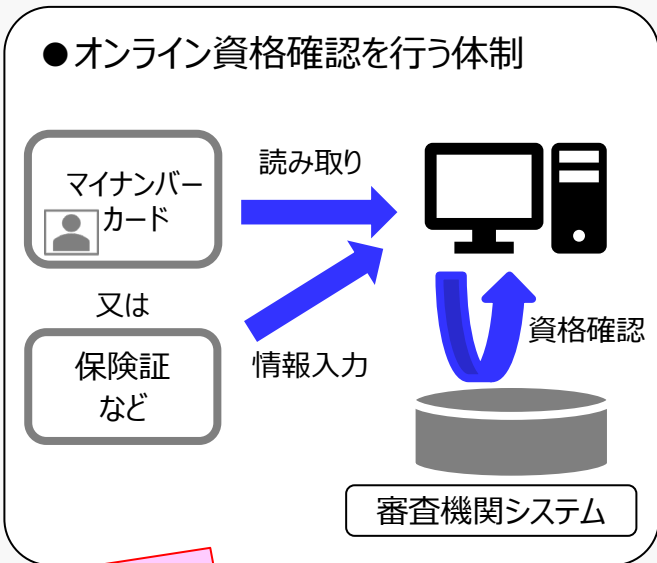 ●オンライン資格確認を行う体制
マイナンバー
カード
読み取り
又は
保険証
など
情報入力
資格確認
審査機関システム